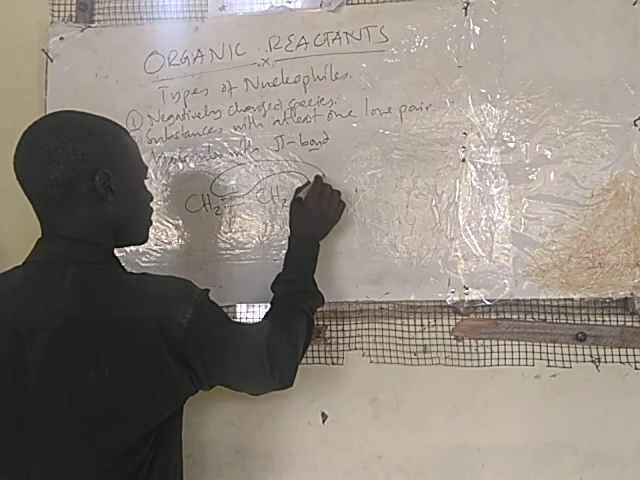 ORGANIC REACTANTS
Types of Nucleophiles.
① Negatively charged species.
Substances with atleast one lone pair.
Molecules with π-bond
CH₂ = CH₂